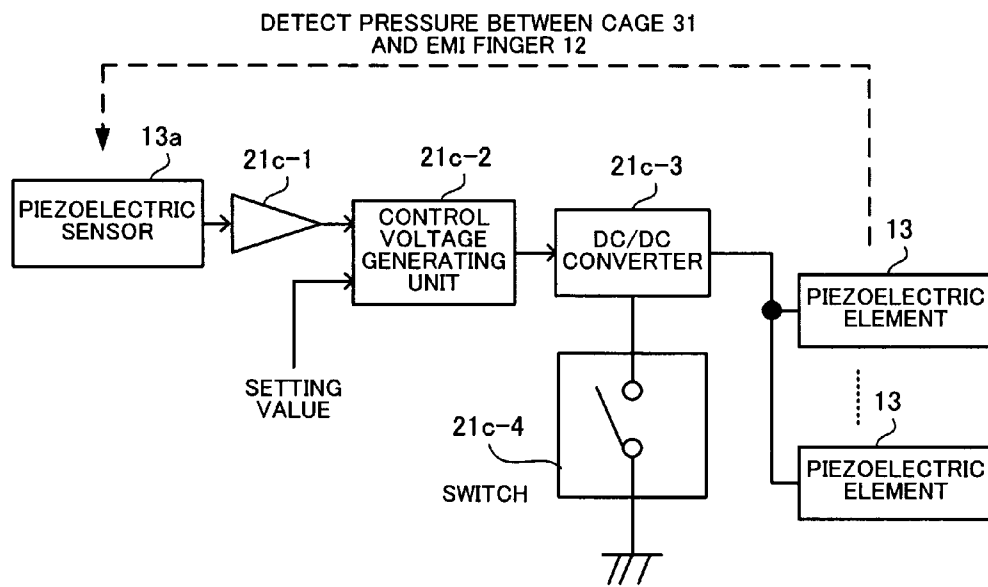 DETECT PRESSURE BETWEEN CAGE 31
AND EMI FINGER 12
13a
21c-1
21c-2
21c-3
13
PIEZOELECTRIC
SENSOR
CONTROL
VOLTAGE
GENERATING
UNIT
DC/DC
CONVERTER
PIEZOELECTRIC
ELEMENT
SETTING
VALUE
21c-4
SWITCH
13
PIEZOELECTRIC
ELEMENT